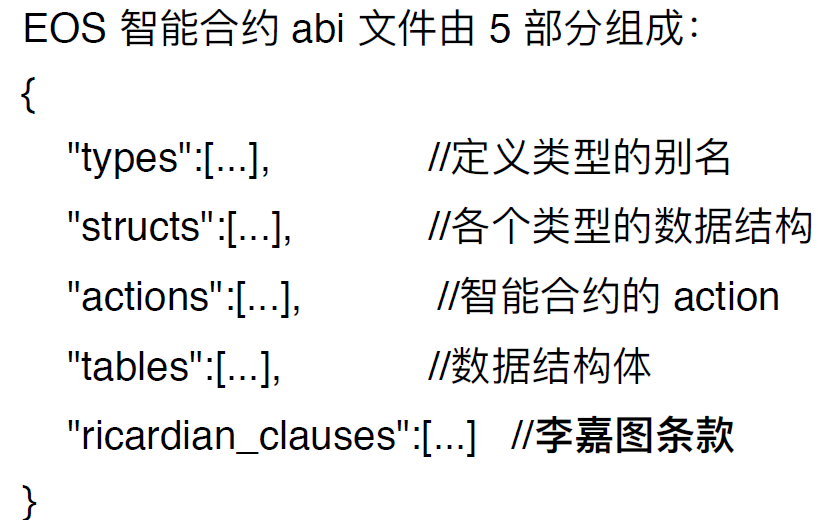 EOS 智能合约 abi 文件由 5 部分组成：
{
"types":[...], //定义类型的别名
"structs":[...], //各个类型的数据结构
"actions":[...], //智能合约的 action
"tables":[...], //数据结构体
"ricardian_clauses":[...] //李嘉图条款
}